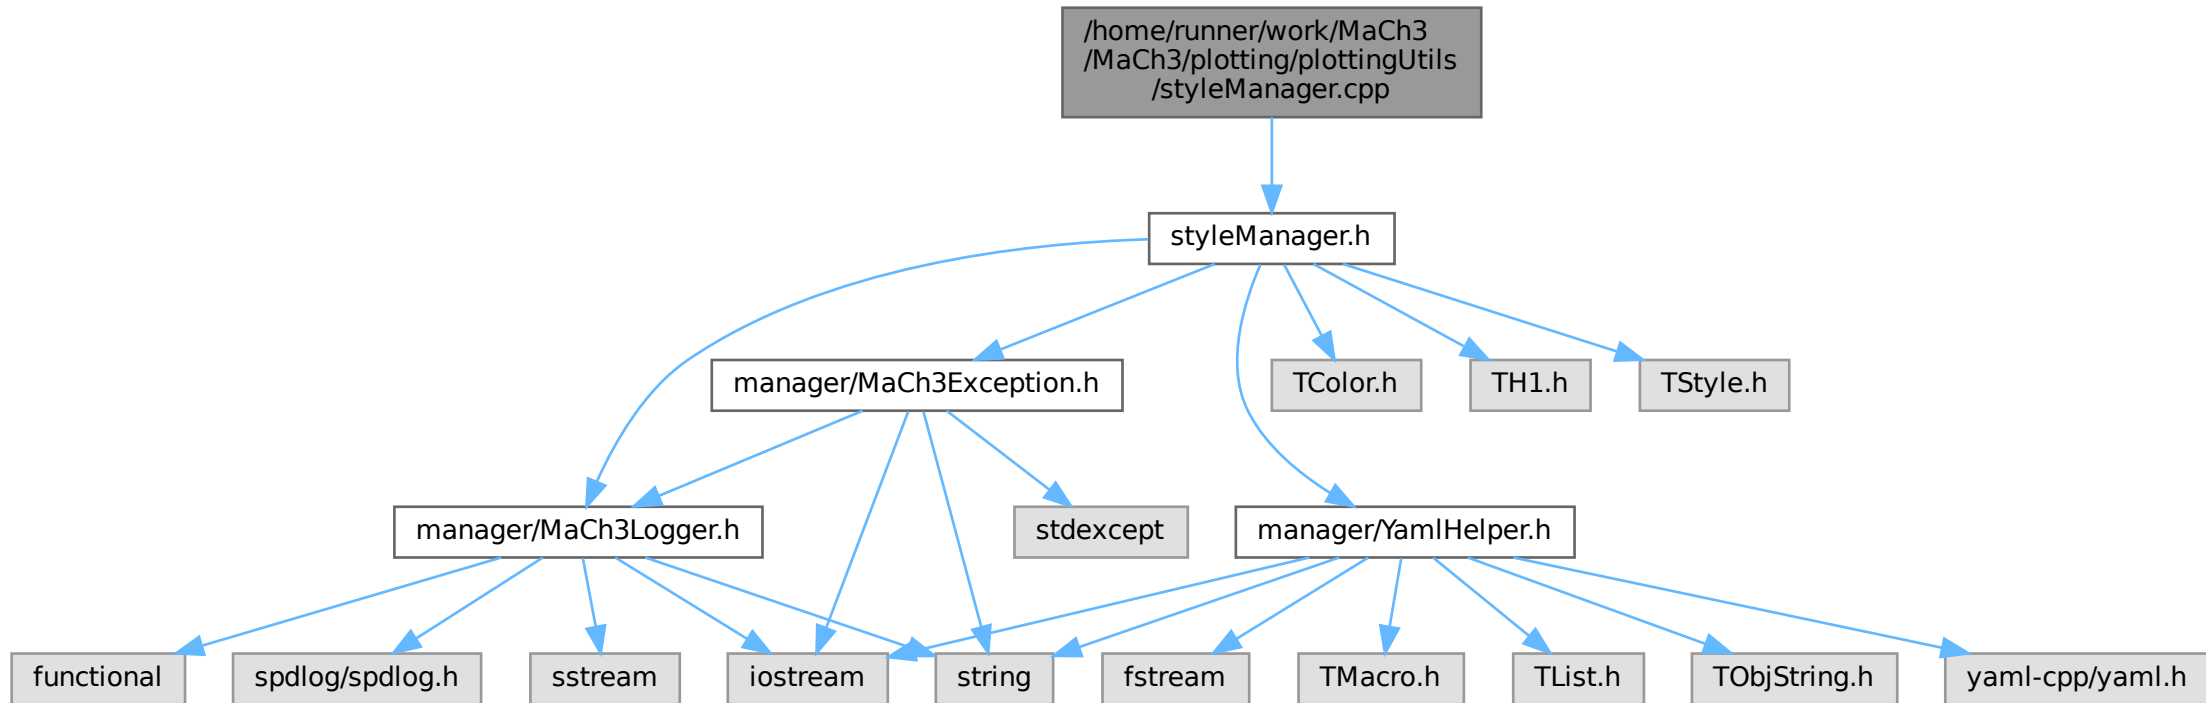 /home/runner/work/MaCh3
/MaCh3/plotting/plottingUtils
/styleManager.cpp
styleManager.h
manager/MaCh3Exception.h
TColor.h
TH1.h
TStyle.h
manager/MaCh3Logger.h
stdexcept
manager/YamlHelper.h
functional
spdlog/spdlog.h
sstream
iostream
string
fstream
TMacro.h
TList.h
TObjString.h
yaml-cpp/yaml.h